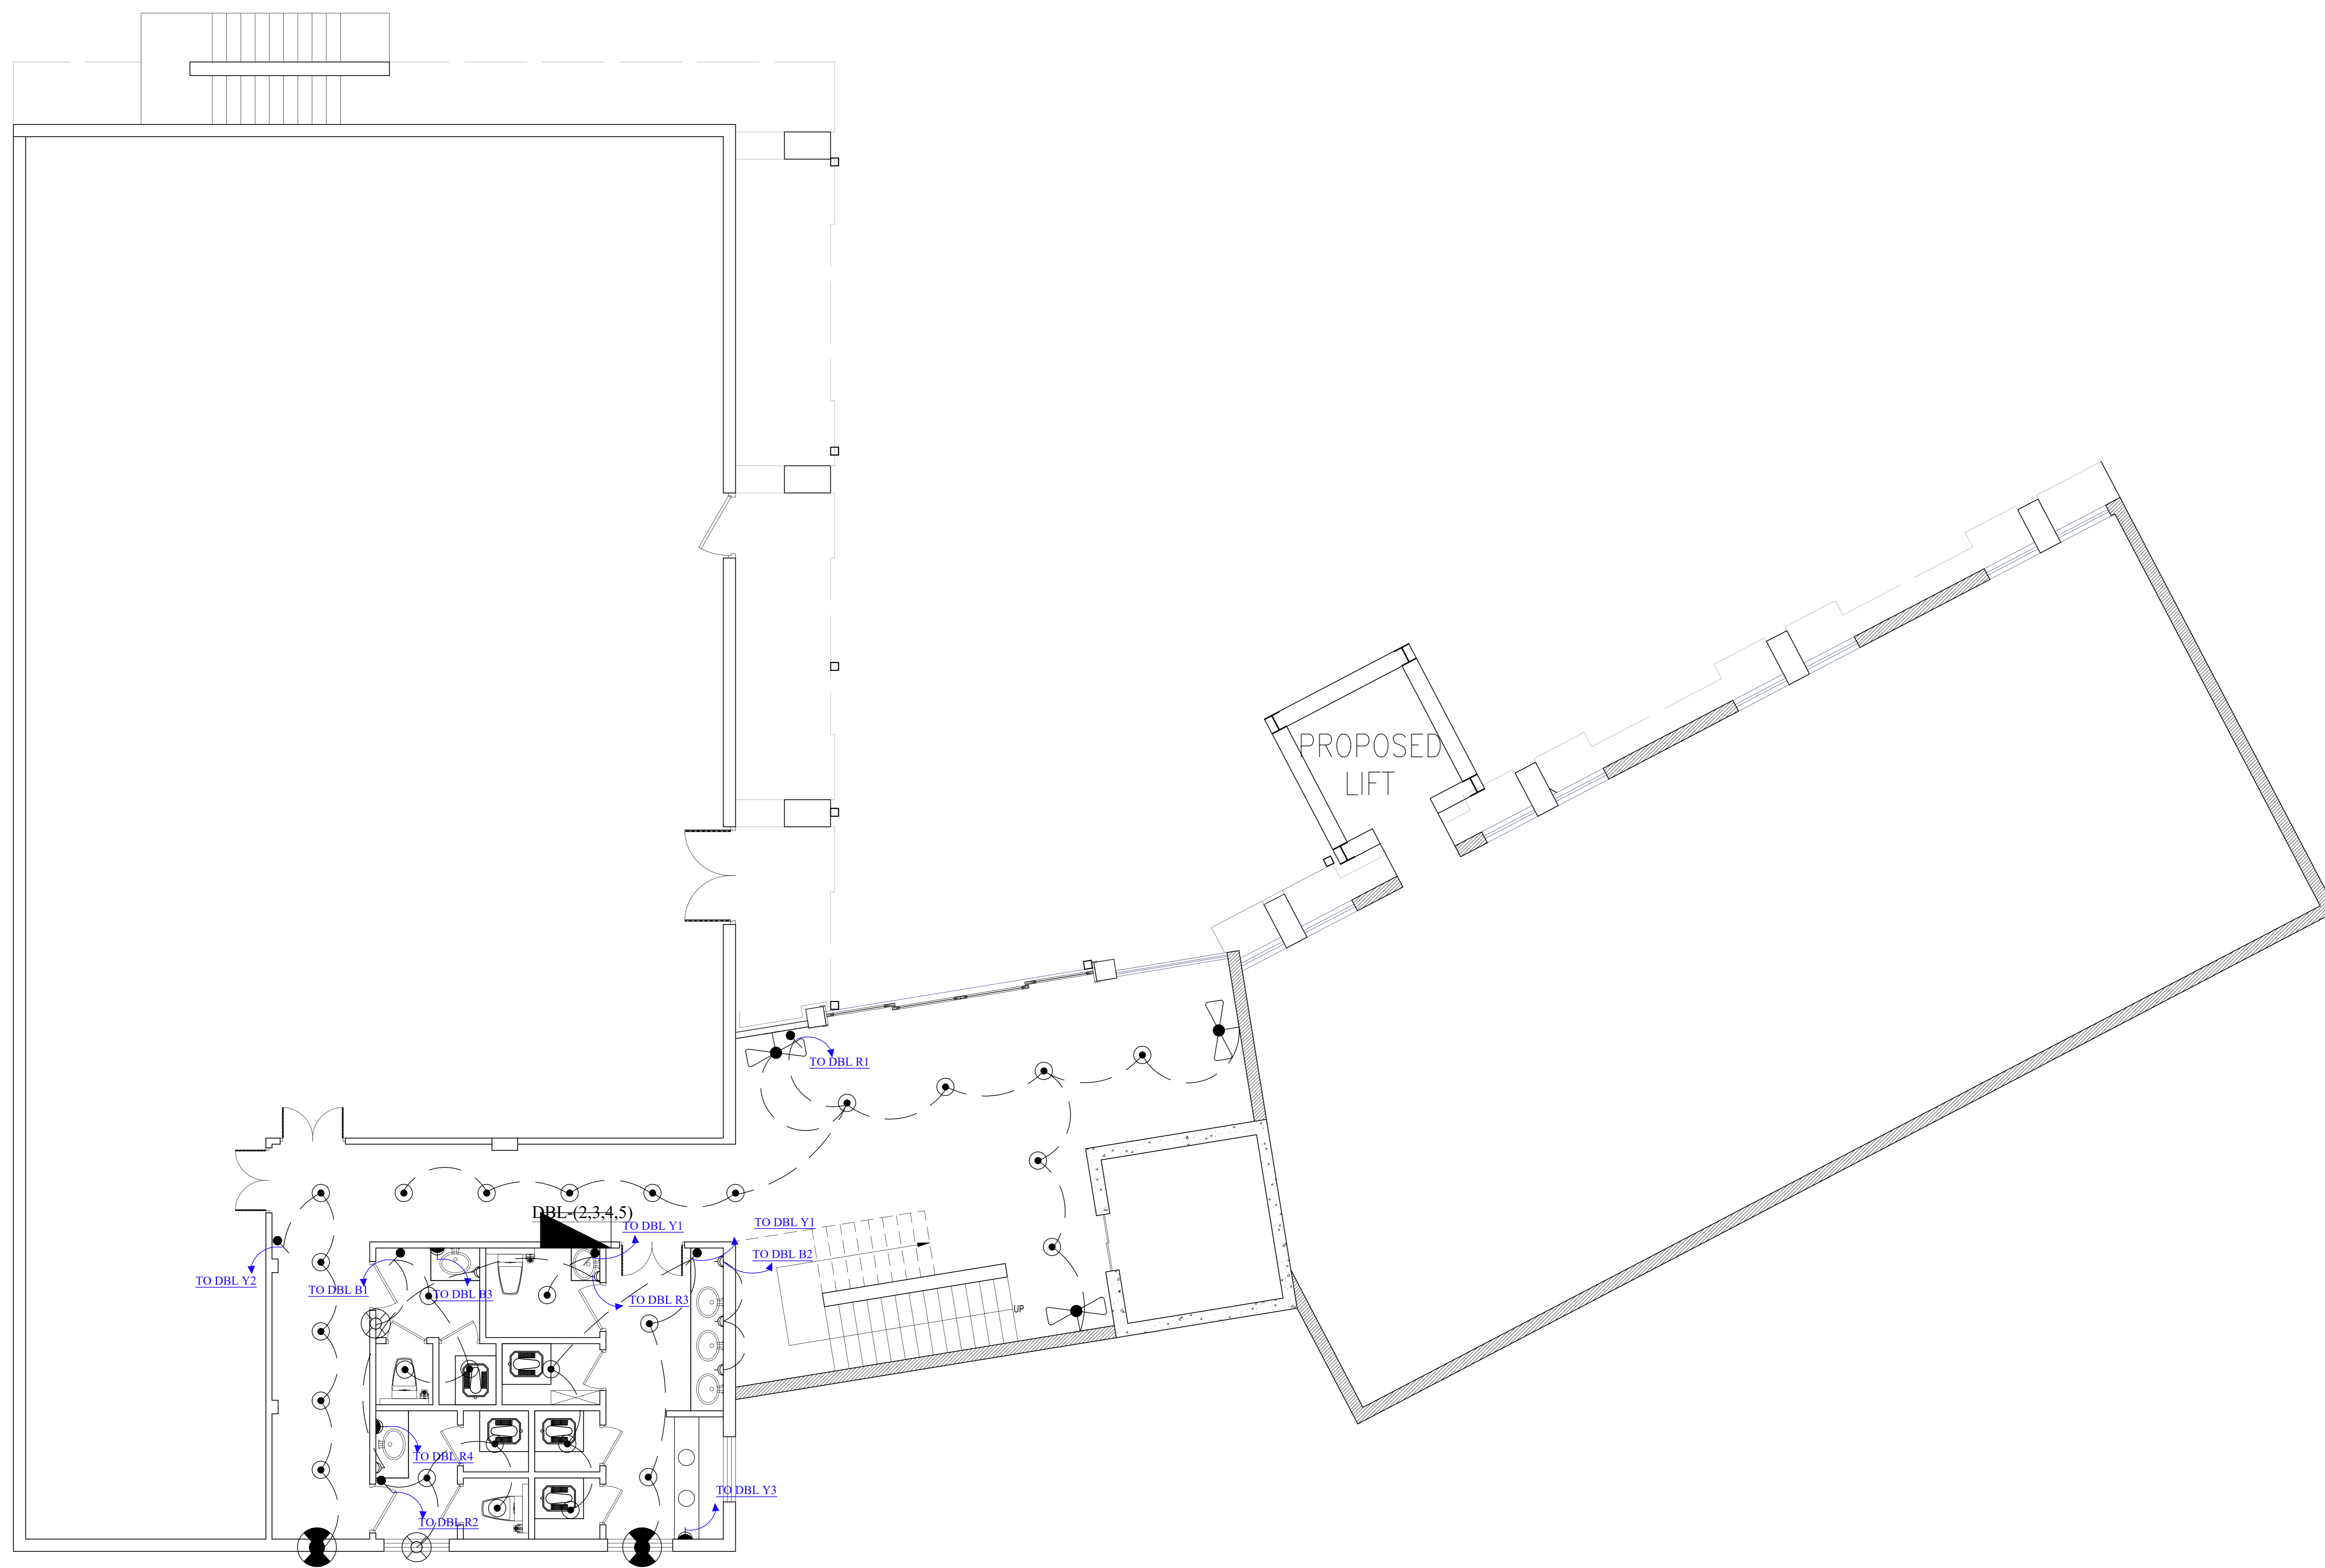 PROPOSED
LIFT
TO DBL R1
DBL-(2,3,4,5)
TO DBL Y1
TO DBL Y1
TO DBL B2
TO DBL Y2
TO DBL B1
TO DBL B3
TO DBL R3
UP
TO DBL R4
TO DBL Y3
TO DBL R2